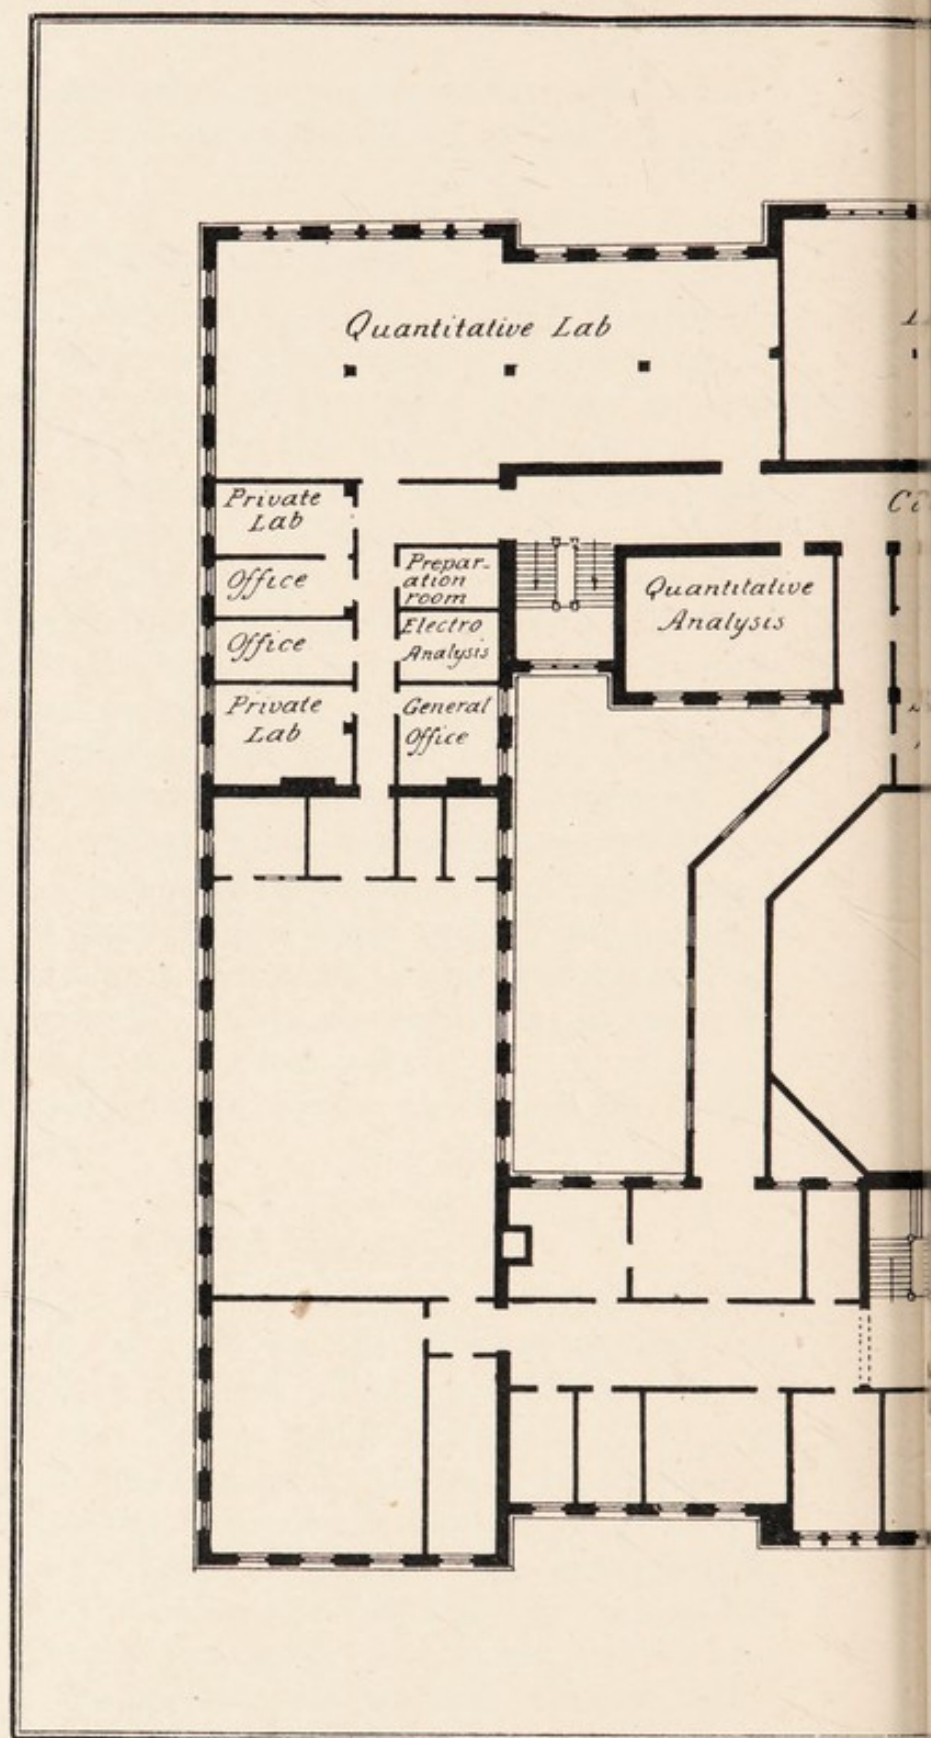 Quantitative Lab
Private
Lab
Office
Office
Private
Lab
Prepar-
ation
room
Electro
Analysis
General
Office
Quantitative
Analysis